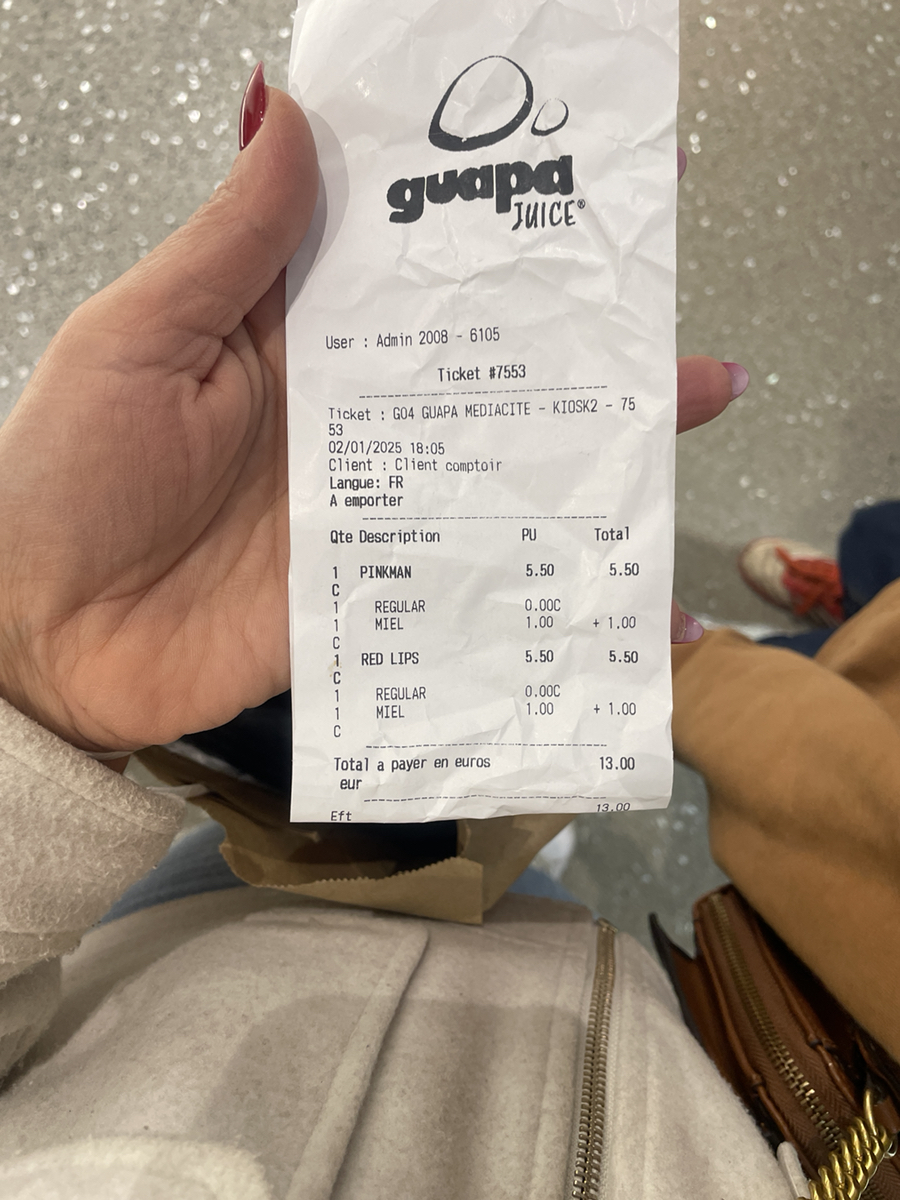 guapa
JUICE®
User : Admin 2008 - 6105
Ticket #7553
Ticket : G04 GUAPA MEDIACITE - KIOSK2 - 75
53
02/01/2025 18:05
Client : Client comptoir
Langue: FR
A emporter
Qte Description PU Total
1 PINKMAN 5.50 5.50
C
1 REGULAR 0.00C
1 MIEL 1.00 + 1.00
C
1 RED LIPS 5.50 5.50
C
1 REGULAR 0.00C
1 MIEL 1.00 + 1.00
C
Total a payer en euros 13.00
eur
Eft 13.00